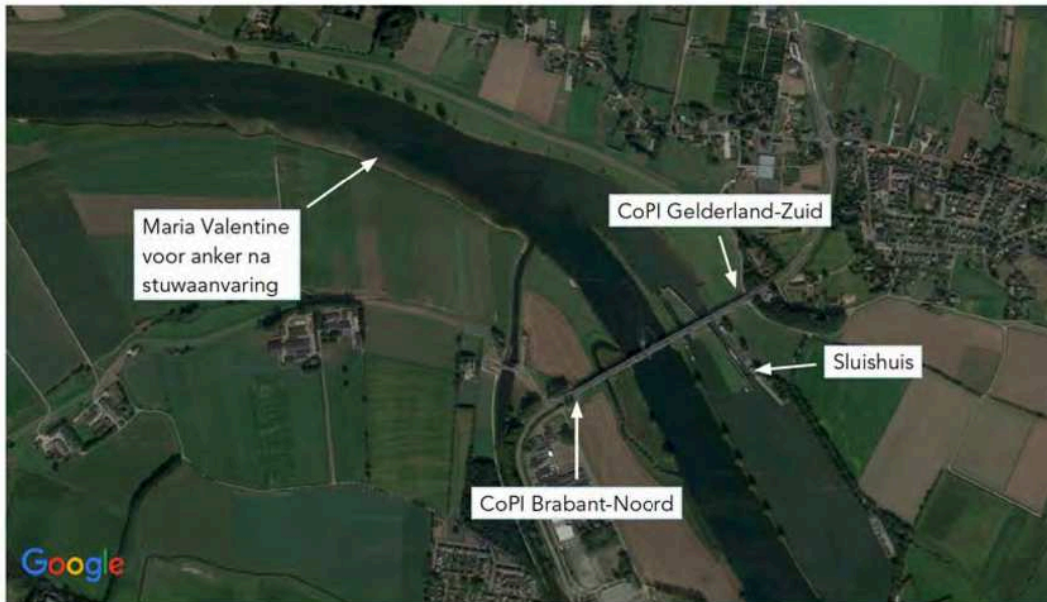 Maria Valentine
voor anker na
stuwaanvaring
CoPI Gelderland-Zuid
Sluishuis
CoPI Brabant-Noord
Google